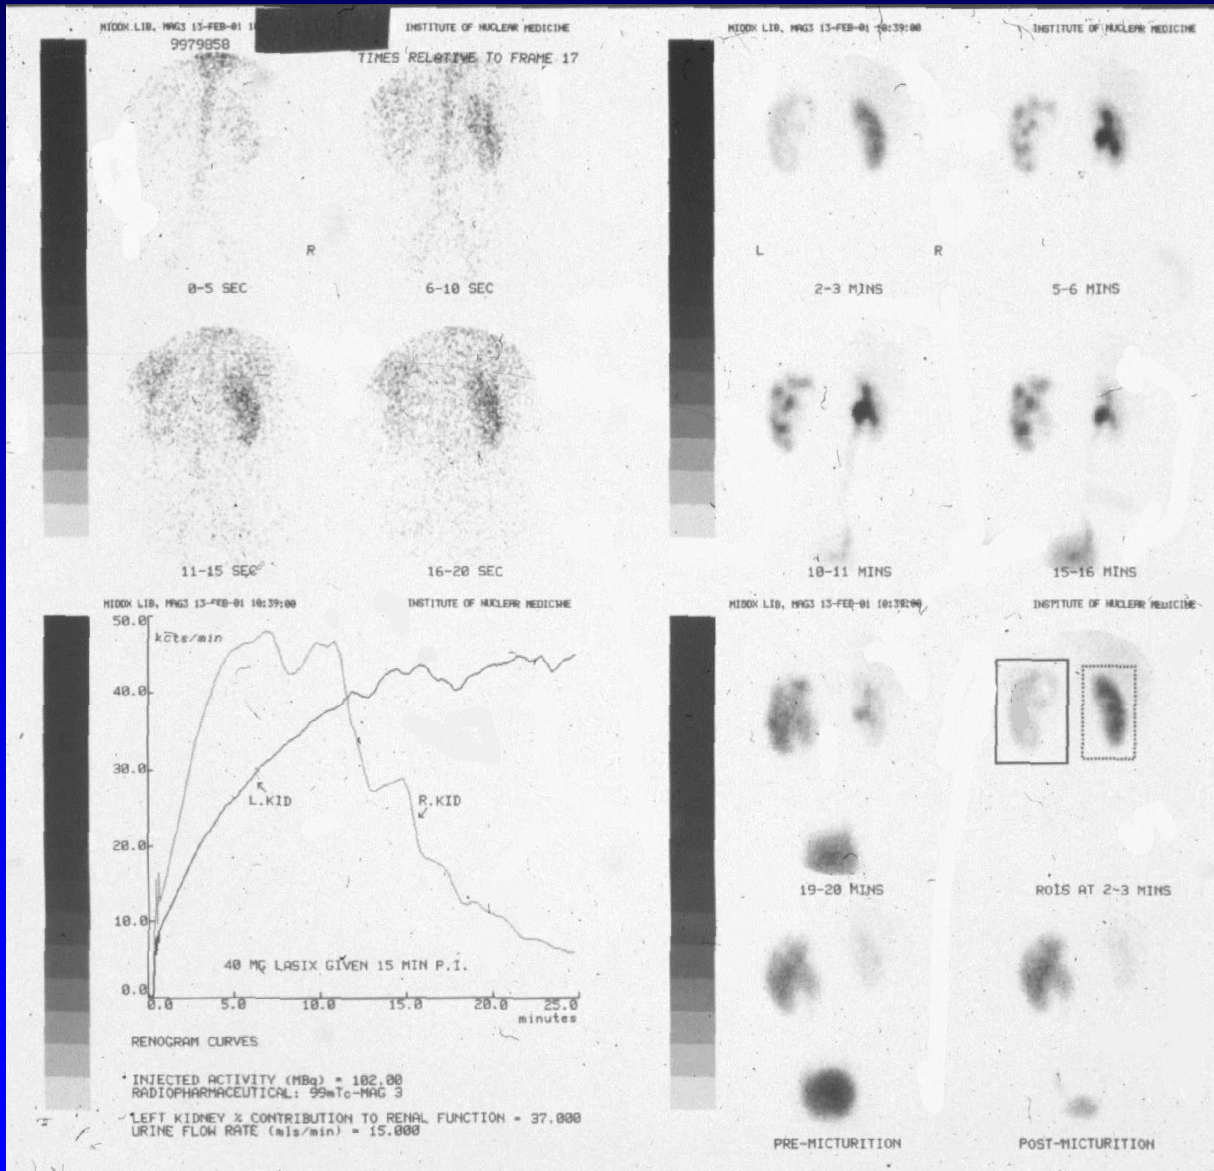 MIDDX LIB, MAG3 13-FEB-01
INSTITUTE OF NUCLEAR MEDICINE
9979858
TIMES RELATIVE TO FRAME 17
R
0-5 SEC
6-10 SEC
11-15 SEC
16-20 SEC
MIDDX LIB, MAG3 13-FEB-01 10:39:00
INSTITUTE OF NUCLEAR MEDICINE
L
R
2-3 MINS
5-6 MINS
10-11 MINS
15-16 MINS
MIDDX LIB, MAG3 13-FEB-01 10:39:00
INSTITUTE OF NUCLEAR MEDICINE
50.0
kcts/min
40.0
30.0
L.KID
R.KID
20.0
10.0
40 MG LASIX GIVEN 15 MIN P.I.
0.0
0.0 5.0 10.0 15.0 20.0 25.0
minutes
RENOGRAM CURVES
INJECTED ACTIVITY (MBq) = 102.00
RADIOPHARMACEUTICAL: 99mTc-MAG 3
LEFT KIDNEY % CONTRIBUTION TO RENAL FUNCTION = 37.000
URINE FLOW RATE (mls/min) = 15.000
MIDDX LIB, MAG3 13-FEB-01 10:39:00
INSTITUTE OF NUCLEAR MEDICINE
19-20 MINS
ROIS AT 2-3 MINS
PRE-MICTURITION
POST-MICTURITION